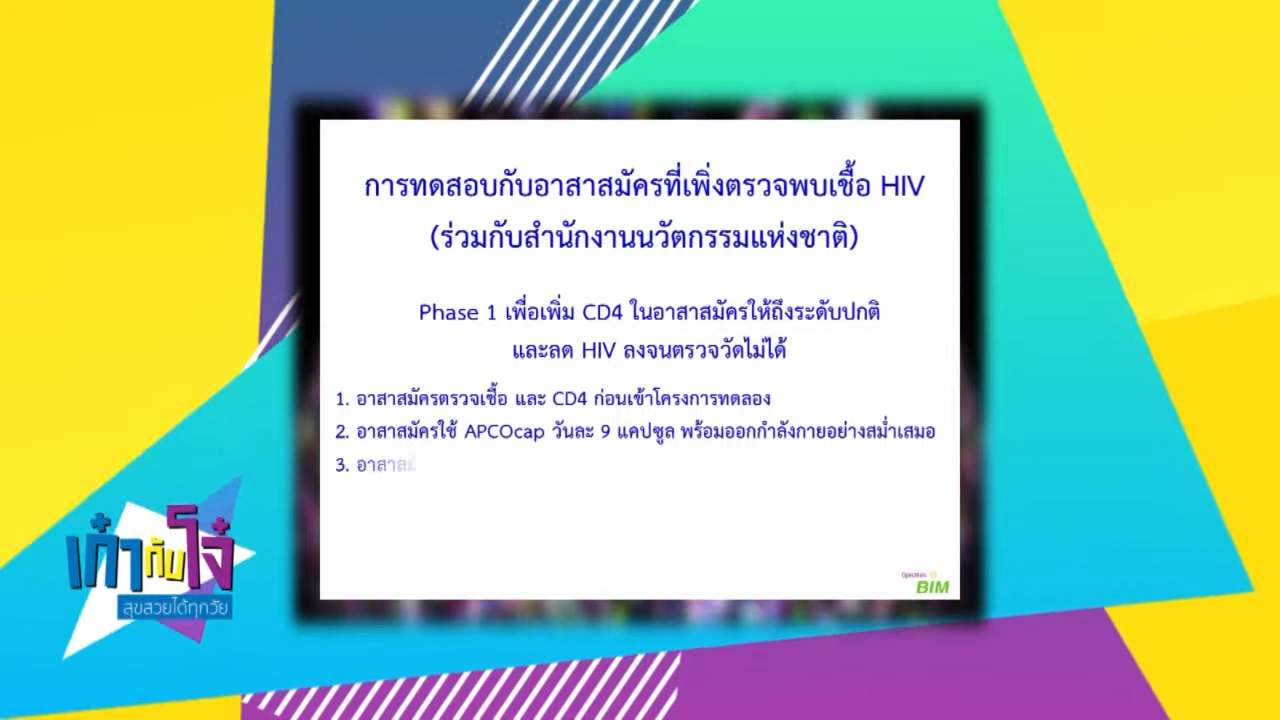 การทดสอบกับอาสาสมัครที่เพิ่งตรวจพบเชื้อ HIV
(ร่วมกับสำนักงานนวัตกรรมแห่งชาติ)
Phase 1 เพื่อเพิ่ม CD4 ในอาสาสมัครให้ถึงระดับปกติ
และลด HIV ลงจนตรวจวัดไม่ได้
1. อาสาสมัครตรวจเชื้อ และ CD4 ก่อนเข้าโครงการทดลอง
2. อาสาสมัครใช้ APCOcap วันละ 9 แคปซูล พร้อมออกกำลังกายอย่างสม่ำเสมอ
3. อาสาสมั
เก๋ากับโจ๋
สุขสวยได้ทุกวัย
BIM